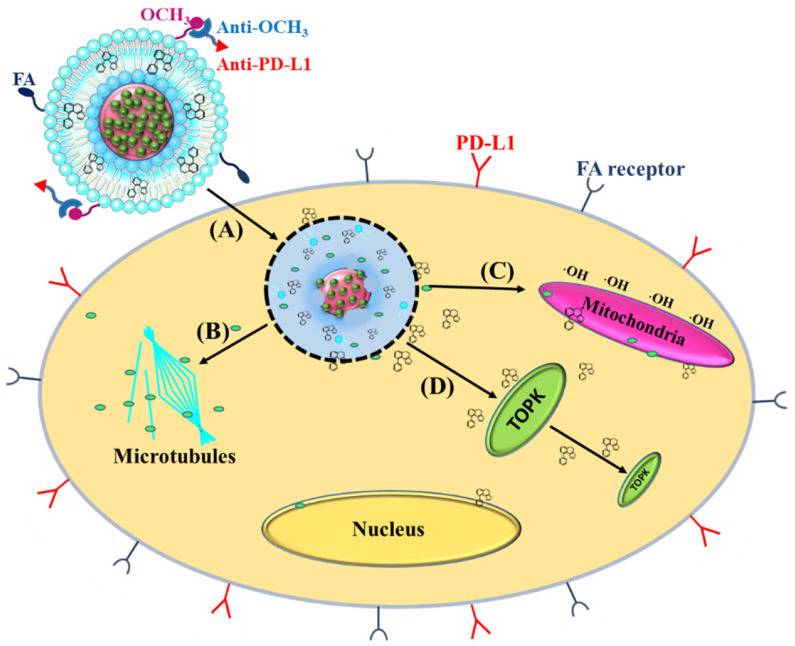 OCH3
Anti-OCH3
Anti-PD-L1
FA
PD-L1
FA receptor
(A)
(B)
(C)
·OH ·OH ·OH ·OH
Mitochondria
(D)
TOPK
TOPK
Microtubules
Nucleus